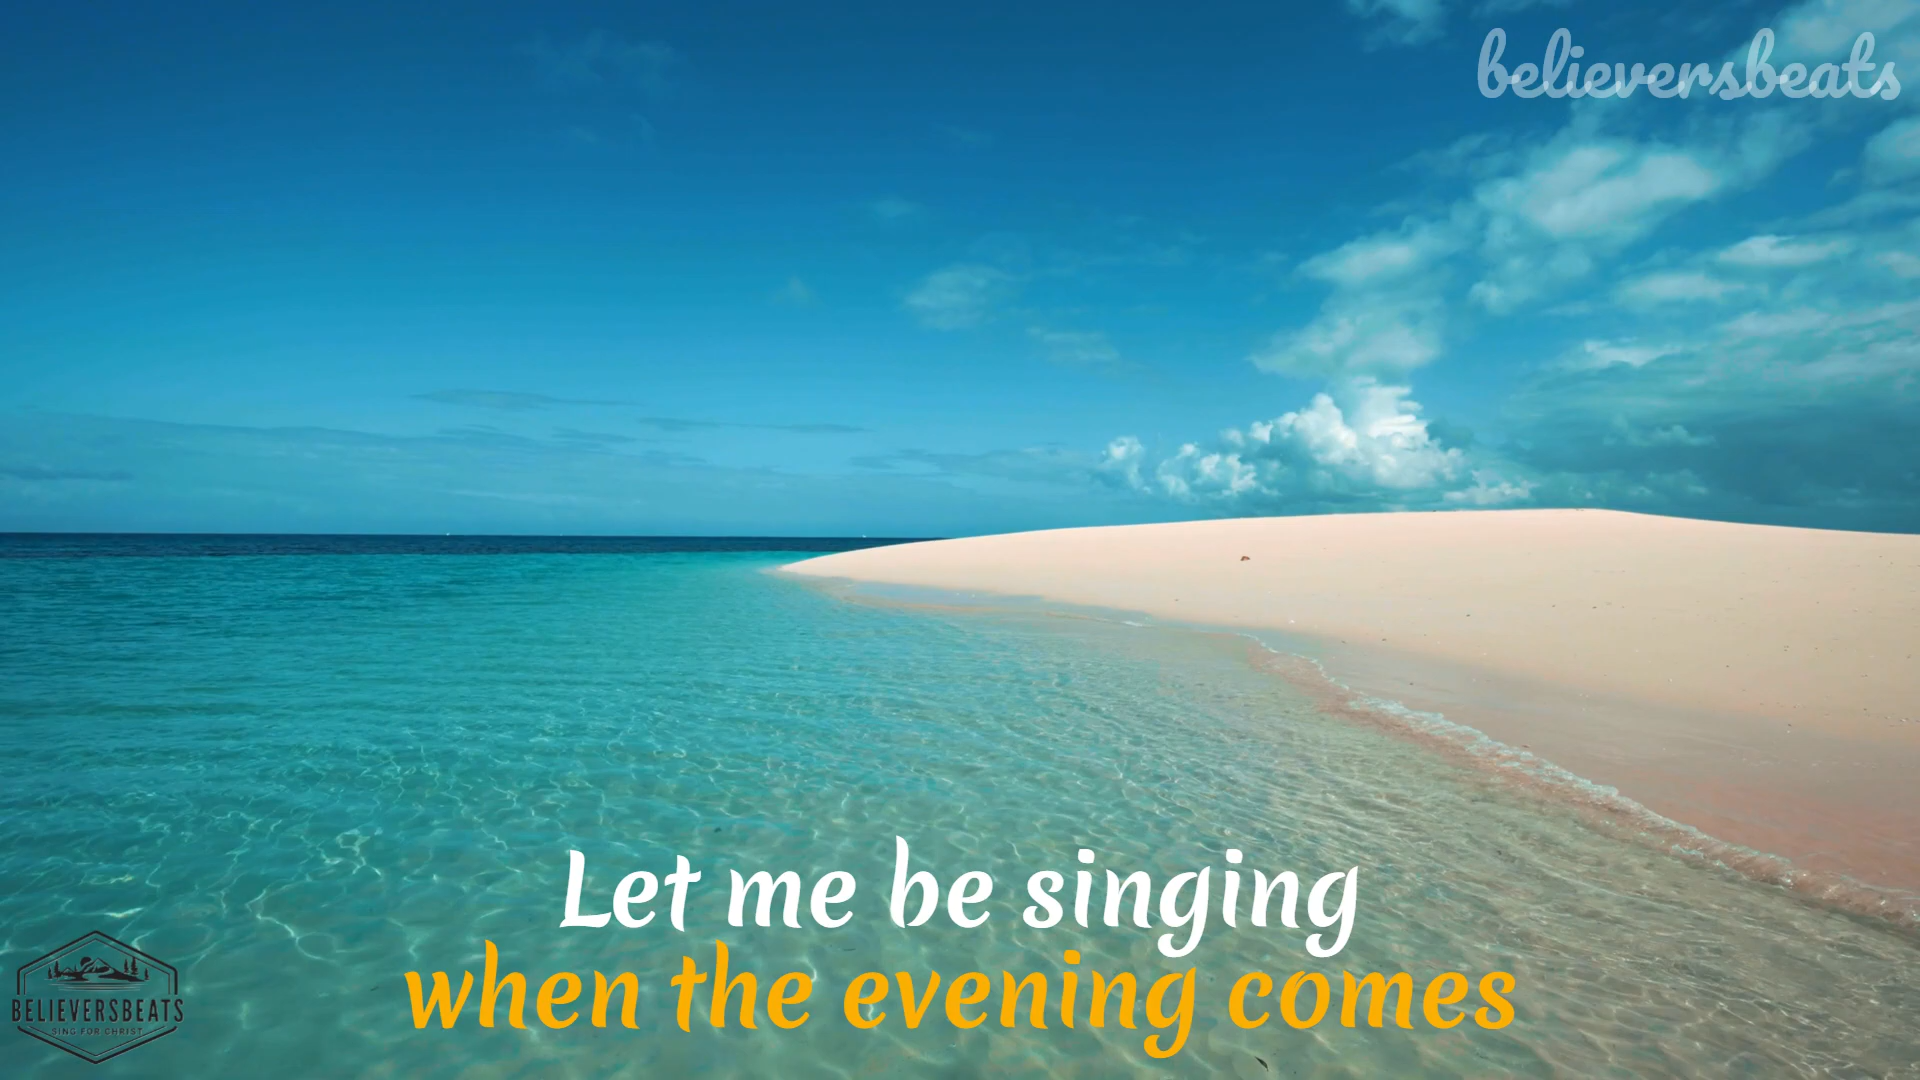 believersbeats
Let me be singing
when the evening comes
BELIEVERSBEATS
SING FOR CHRIST